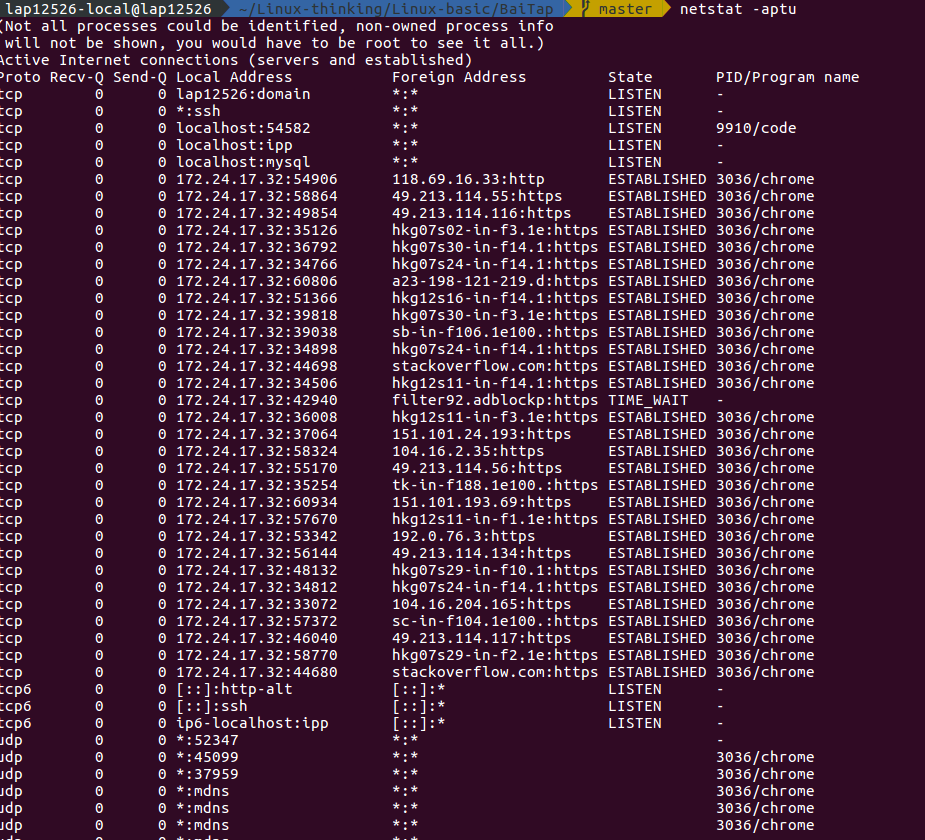 lap12526-local@lap12526 ~/Linux-thinking/Linux-basic/BaiTap master netstat -aptu
(Not all processes could be identified, non-owned process info
will not be shown, you would have to be root to see it all.)
Active Internet connections (servers and established)
Proto Recv-Q Send-Q Local Address Foreign Address State PID/Program name
tcp 0 0 lap12526:domain *:* LISTEN -
tcp 0 0 *:ssh *:* LISTEN -
tcp 0 0 localhost:54582 *:* LISTEN 9910/code
tcp 0 0 localhost:ipp *:* LISTEN -
tcp 0 0 localhost:mysql *:* LISTEN -
tcp 0 0 172.24.17.32:54906 118.69.16.33:http ESTABLISHED 3036/chrome
tcp 0 0 172.24.17.32:58864 49.213.114.55:https ESTABLISHED 3036/chrome
tcp 0 0 172.24.17.32:49854 49.213.114.116:https ESTABLISHED 3036/chrome
tcp 0 0 172.24.17.32:35126 hkg07s02-in-f3.1e:https ESTABLISHED 3036/chrome
tcp 0 0 172.24.17.32:36792 hkg07s30-in-f14.1:https ESTABLISHED 3036/chrome
tcp 0 0 172.24.17.32:34766 hkg07s24-in-f14.1:https ESTABLISHED 3036/chrome
tcp 0 0 172.24.17.32:60806 a23-198-121-219.d:https ESTABLISHED 3036/chrome
tcp 0 0 172.24.17.32:51366 hkg12s16-in-f14.1:https ESTABLISHED 3036/chrome
tcp 0 0 172.24.17.32:39818 hkg07s30-in-f3.1e:https ESTABLISHED 3036/chrome
tcp 0 0 172.24.17.32:39038 sb-in-f106.1e100.:https ESTABLISHED 3036/chrome
tcp 0 0 172.24.17.32:34898 hkg07s24-in-f14.1:https ESTABLISHED 3036/chrome
tcp 0 0 172.24.17.32:44698 stackoverflow.com:https ESTABLISHED 3036/chrome
tcp 0 0 172.24.17.32:34506 hkg12s11-in-f14.1:https ESTABLISHED 3036/chrome
tcp 0 0 172.24.17.32:42940 filter92.adblockp:https TIME_WAIT -
tcp 0 0 172.24.17.32:36008 hkg12s11-in-f3.1e:https ESTABLISHED 3036/chrome
tcp 0 0 172.24.17.32:37064 151.101.24.193:https ESTABLISHED 3036/chrome
tcp 0 0 172.24.17.32:58324 104.16.2.35:https ESTABLISHED 3036/chrome
tcp 0 0 172.24.17.32:55170 49.213.114.56:https ESTABLISHED 3036/chrome
tcp 0 0 172.24.17.32:35254 tk-in-f188.1e100.:https ESTABLISHED 3036/chrome
tcp 0 0 172.24.17.32:60934 151.101.193.69:https ESTABLISHED 3036/chrome
tcp 0 0 172.24.17.32:57670 hkg12s11-in-f1.1e:https ESTABLISHED 3036/chrome
tcp 0 0 172.24.17.32:53342 192.0.76.3:https ESTABLISHED 3036/chrome
tcp 0 0 172.24.17.32:56144 49.213.114.134:https ESTABLISHED 3036/chrome
tcp 0 0 172.24.17.32:48132 hkg07s29-in-f10.1:https ESTABLISHED 3036/chrome
tcp 0 0 172.24.17.32:34812 hkg07s24-in-f14.1:https ESTABLISHED 3036/chrome
tcp 0 0 172.24.17.32:33072 104.16.204.165:https ESTABLISHED 3036/chrome
tcp 0 0 172.24.17.32:57372 sc-in-f104.1e100.:https ESTABLISHED 3036/chrome
tcp 0 0 172.24.17.32:46040 49.213.114.117:https ESTABLISHED 3036/chrome
tcp 0 0 172.24.17.32:58770 hkg07s29-in-f2.1e:https ESTABLISHED 3036/chrome
tcp 0 0 172.24.17.32:44680 stackoverflow.com:https ESTABLISHED 3036/chrome
tcp6 0 0 [::]:http-alt [::]:* LISTEN -
tcp6 0 0 [::]:ssh [::]:* LISTEN -
tcp6 0 0 ip6-localhost:ipp [::]:* LISTEN -
udp 0 0 *:52347 *:* -
udp 0 0 *:45099 *:* 3036/chrome
udp 0 0 *:37959 *:* 3036/chrome
udp 0 0 *:mdns *:* 3036/chrome
udp 0 0 *:mdns *:* 3036/chrome
udp 0 0 *:mdns *:* 3036/chrome